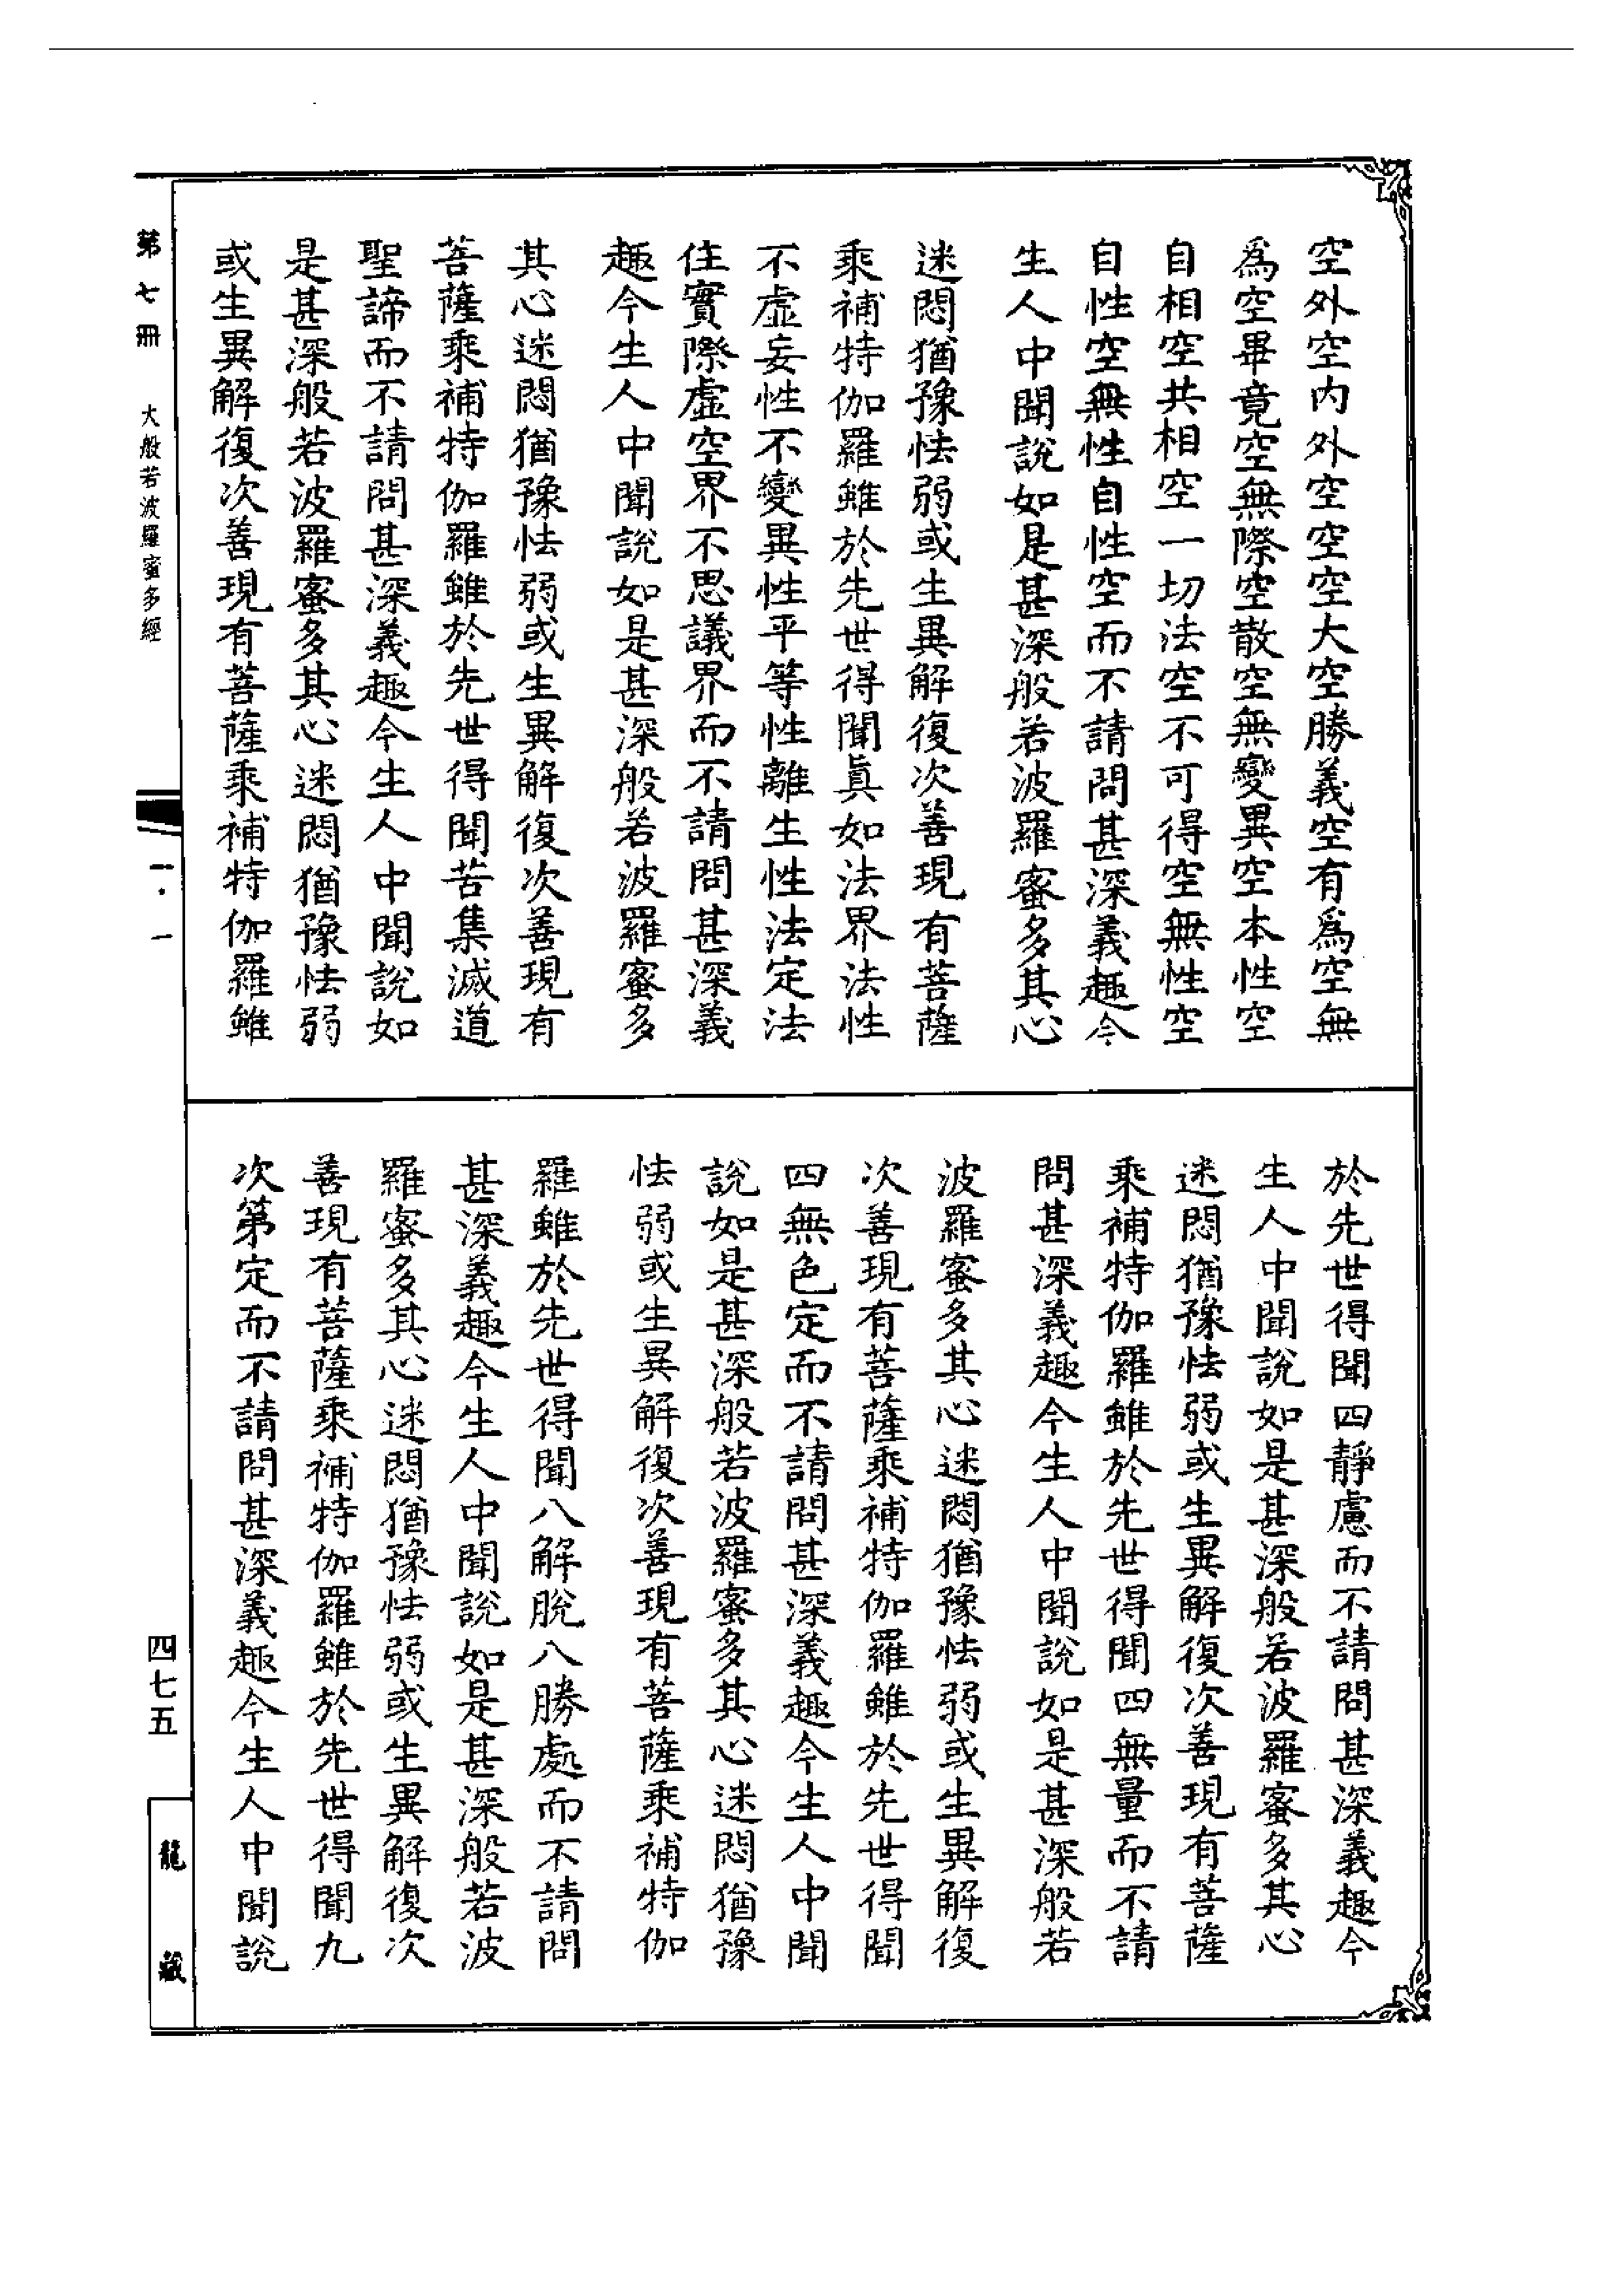 空外空内外空空空大空勝義空有爲空無
爲空畢竟空無際空散空無變異空本性空
自相空共相空一切法空不可得空無性空
自性空無性自性空而不請問甚深義趣今
生人中聞說如是甚深般若波羅蜜多其心
迷悶猶豫怯弱或生異解復次善現有菩薩
乘補特伽羅雖於先世得聞眞如法界法性
不虛妄性不變異性平等性離生性法定法
住實際虛空界不思議界而不請問甚深義
趣今生人中聞說如是甚深般若波羅蜜多
其心迷悶猶豫怯弱或生異解復次善現有
菩薩乘補特伽羅雖於先世得聞苦集滅道
聖諦而不請問甚深義趣今生人中聞說如
是甚深般若波羅蜜多其心迷悶猶豫怯弱
或生異解復次善現有菩薩乘補特伽羅雖
於先世得聞四靜慮而不請問甚深義趣今
生人中聞說如是甚深般若波羅蜜多其心
迷悶猶豫怯弱或生異解復次善現有菩薩
乘補特伽羅雖於先世得聞四無量而不請
問甚深義趣今生人中聞說如是甚深般若
波羅蜜多其心迷悶猶豫怯弱或生異解復
次善現有菩薩乘補特伽羅雖於先世得聞
四無色定而不請問甚深義趣今生人中聞
說如是甚深般若波羅蜜多其心迷悶猶豫
怯弱或生異解復次善現有菩薩乘補特伽
羅雖於先世得聞八解脫八勝處而不請問
甚深義趣今生人中聞說如是甚深般若波
羅蜜多其心迷悶猶豫怯弱或生異解復次
善現有菩薩乘補特伽羅雖於先世得聞九
次第定而不請問甚深義趣今生人中聞說
第七冊 大般若波羅蜜多經 一·一 四七五 龍藏